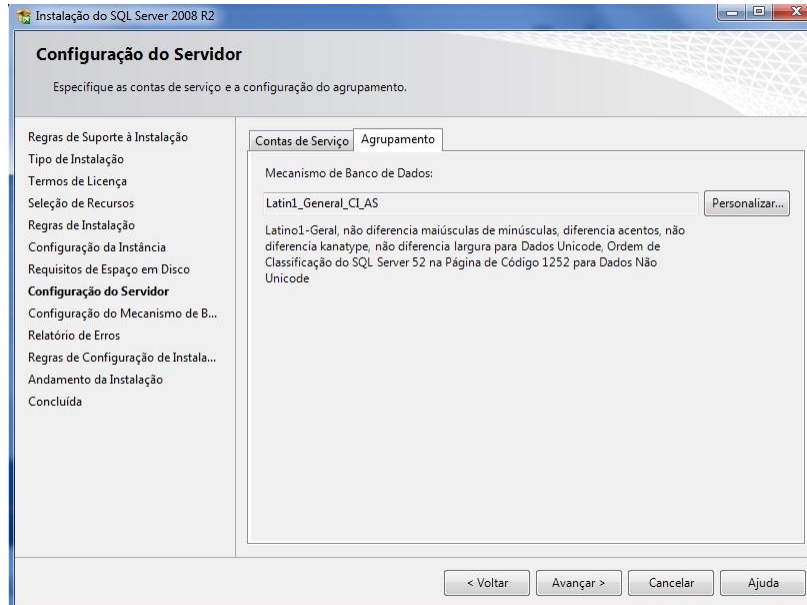 Instalação do SQL Server 2008 R2
Configuração do Servidor
Especifique as contas de serviço e a configuração do agrupamento.
Regras de Suporte à Instalação
Tipo de Instalação
Termos de Licença
Seleção de Recursos
Regras de Instalação
Configuração da Instância
Requisitos de Espaço em Disco
Configuração do Servidor
Configuração do Mecanismo de B...
Relatório de Erros
Regras de Configuração de Instala...
Andamento da Instalação
Concluída
Contas de Serviço
Agrupamento
Mecanismo de Banco de Dados:
Latin1_General_CI_AS
Personalizar...
Latino1-Geral, não diferencia maiúsculas de minúsculas, diferencia acentos, não
diferencia kanatype, não diferencia largura para Dados Unicode, Ordem de
Classificação do SQL Server 52 na Página de Código 1252 para Dados Não
Unicode
< Voltar
Avançar >
Cancelar
Ajuda